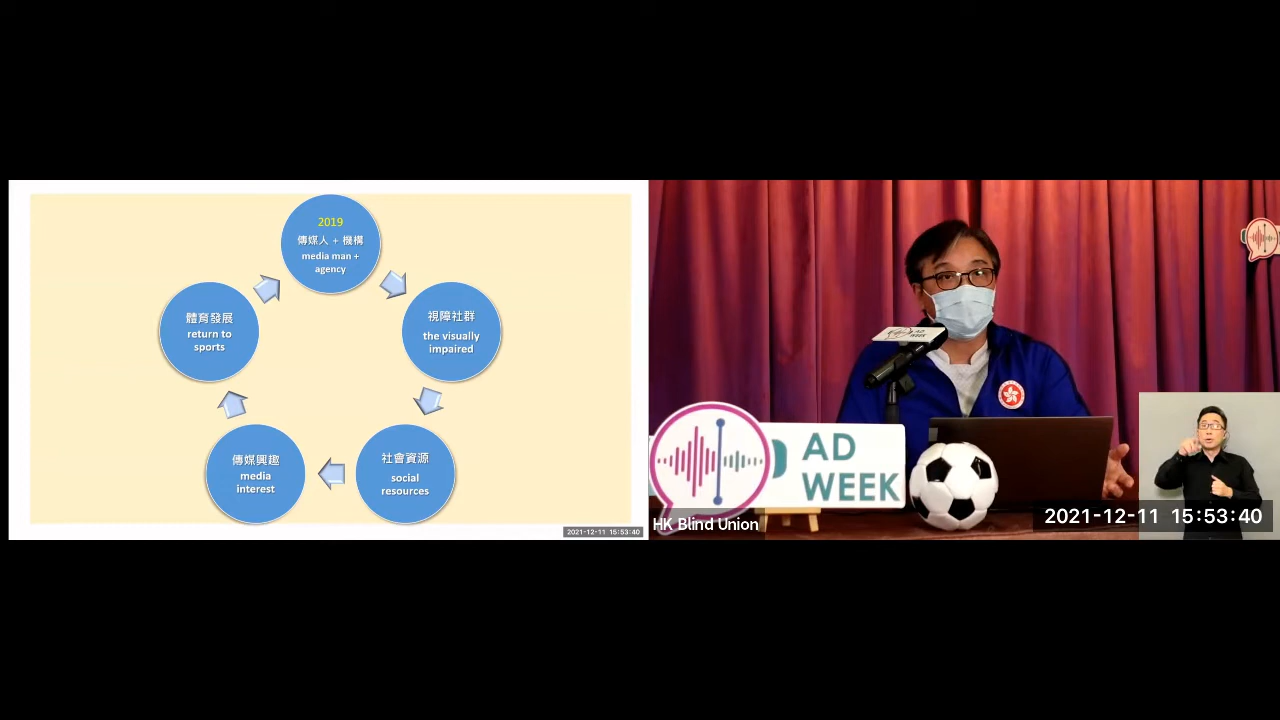 2019
傳媒人 + 機構
media man +
agency
視障社群
the visually
impaired
社會資源
social
resources
傳媒興趣
media
interest
體育發展
return to
sports
2021-12-11 15:53:40
AD
WEEK
AD
WEEK
HK Blind Union
2021-12-11 15:53:40